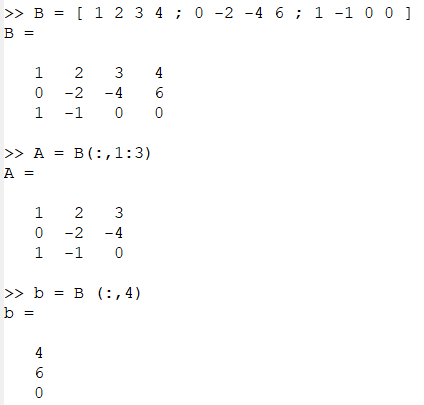 >> B = [ 1 2 3 4 ; 0 -2 -4 6 ; 1 -1 0 0 ]
B =
1 2 3 4
0 -2 -4 6
1 -1 0 0
>> A = B(:,1:3)
A =
1 2 3
0 -2 -4
1 -1 0
>> b = B (:,4)
b =
4
6
0